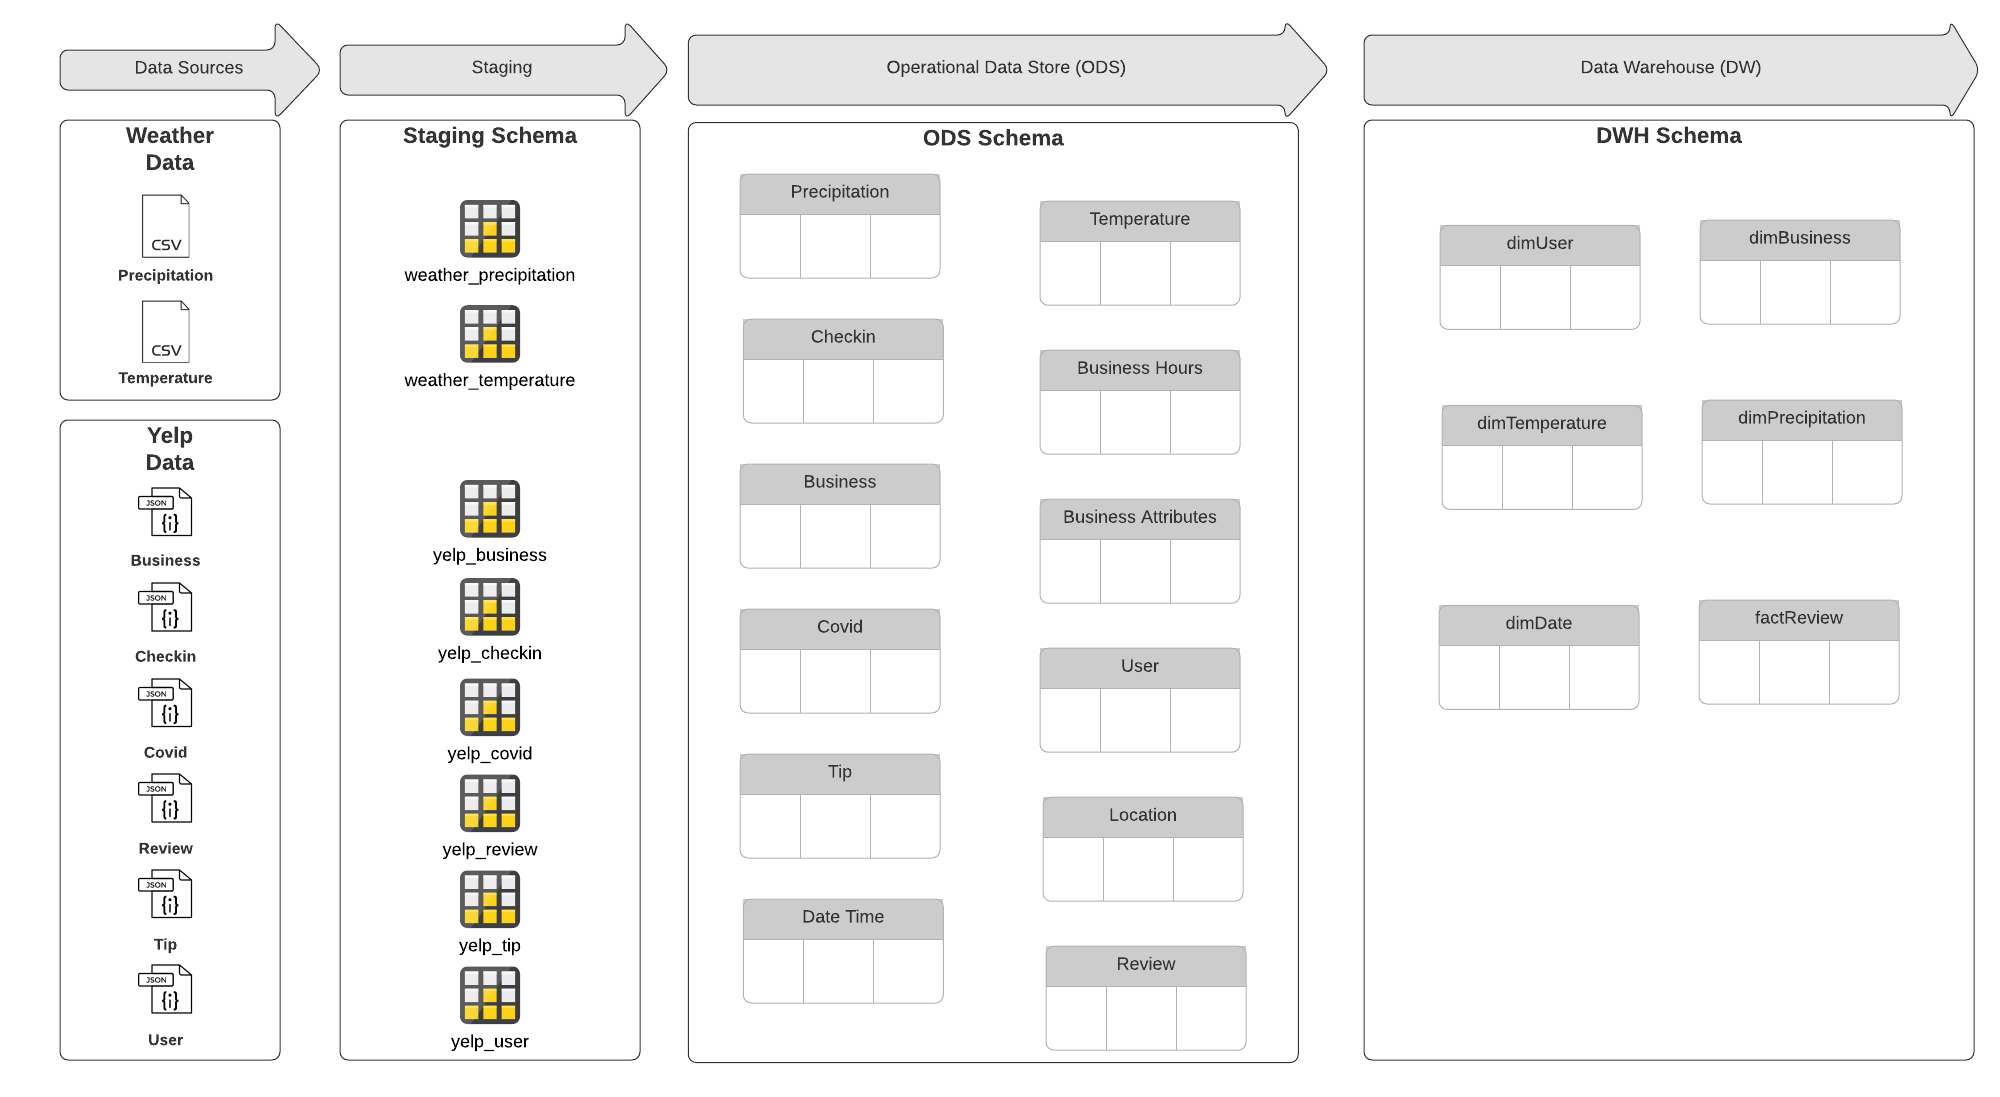 Data Sources
Staging
Operational Data Store (ODS)
Data Warehouse (DW)
Weather
Data
CSV
Precipitation
CSV
Temperature
Yelp
Data
JSON
{i}
Business
JSON
{i}
Checkin
JSON
{i}
Covid
JSON
{i}
Review
JSON
{i}
Tip
JSON
{i}
User
Staging Schema
weather_precipitation
weather_temperature
yelp_business
yelp_checkin
yelp_covid
yelp_review
yelp_tip
yelp_user
ODS Schema
Precipitation
Temperature
Checkin
Business Hours
Business
Business Attributes
Covid
User
Tip
Location
Date Time
Review
DWH Schema
dimUser
dimBusiness
dimTemperature
dimPrecipitation
dimDate
factReview